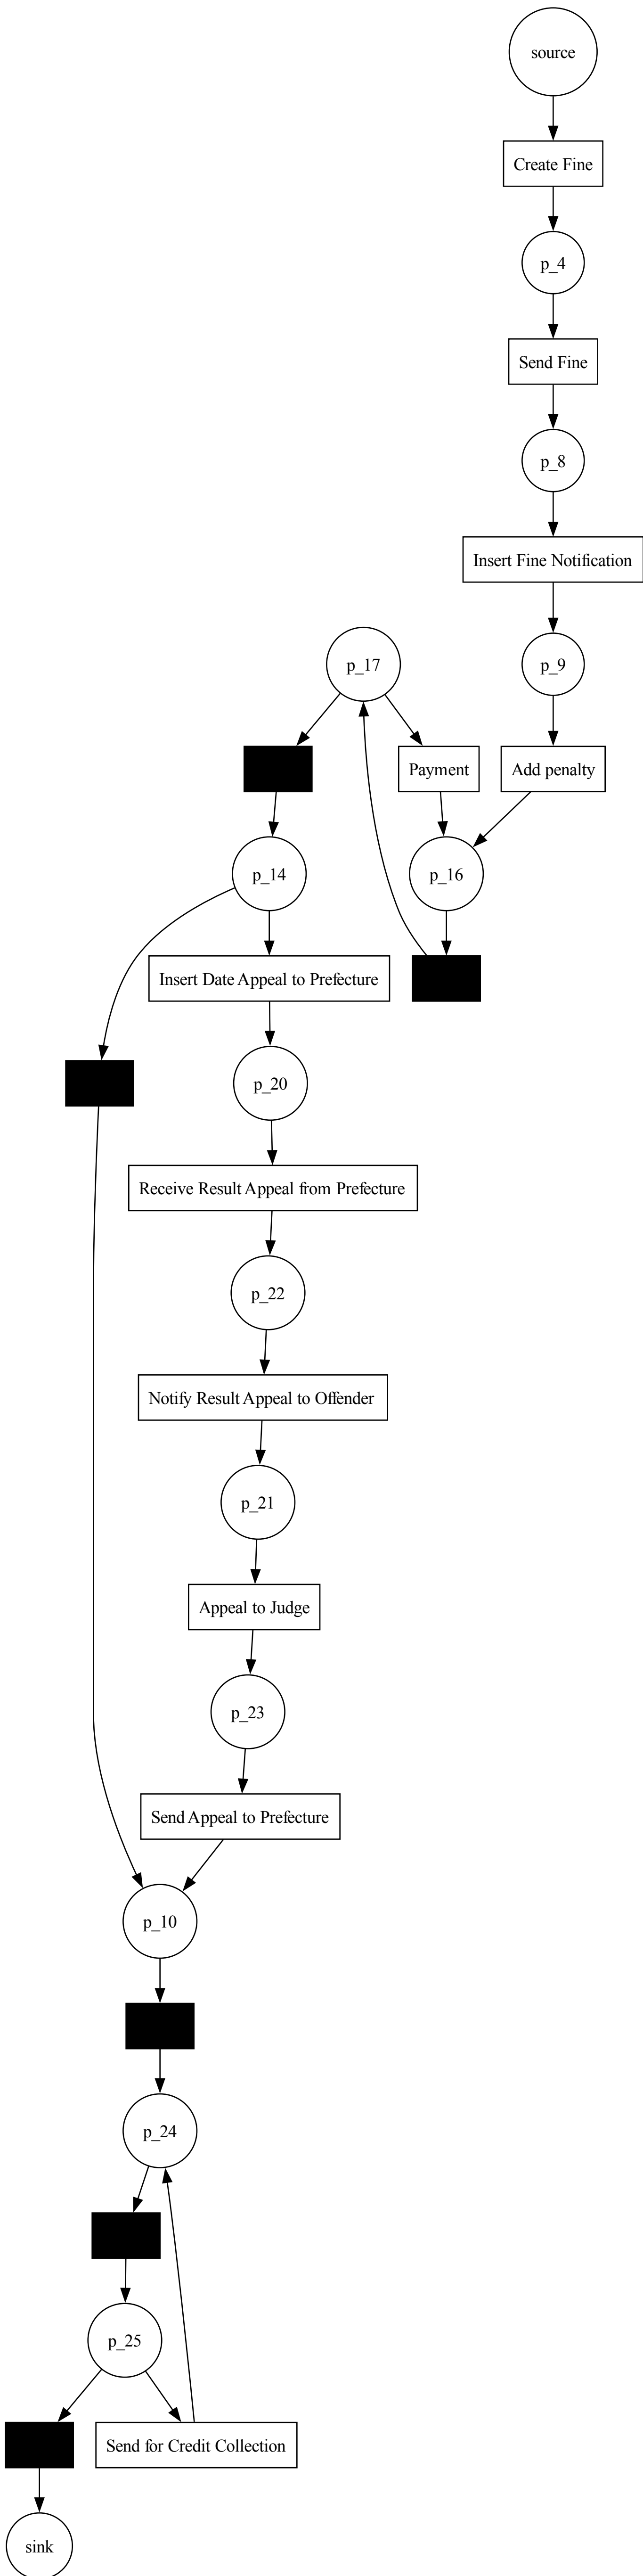 source
Create Fine
p_4
Send Fine
p_8
Insert Fine Notification
p_17
p_9
Payment
Add penalty
p_14
p_16
Insert Date Appeal to Prefecture
p_20
Receive Result Appeal from Prefecture
p_22
Notify Result Appeal to Offender
p_21
Appeal to Judge
p_23
Send Appeal to Prefecture
p_10
p_24
p_25
Send for Credit Collection
sink